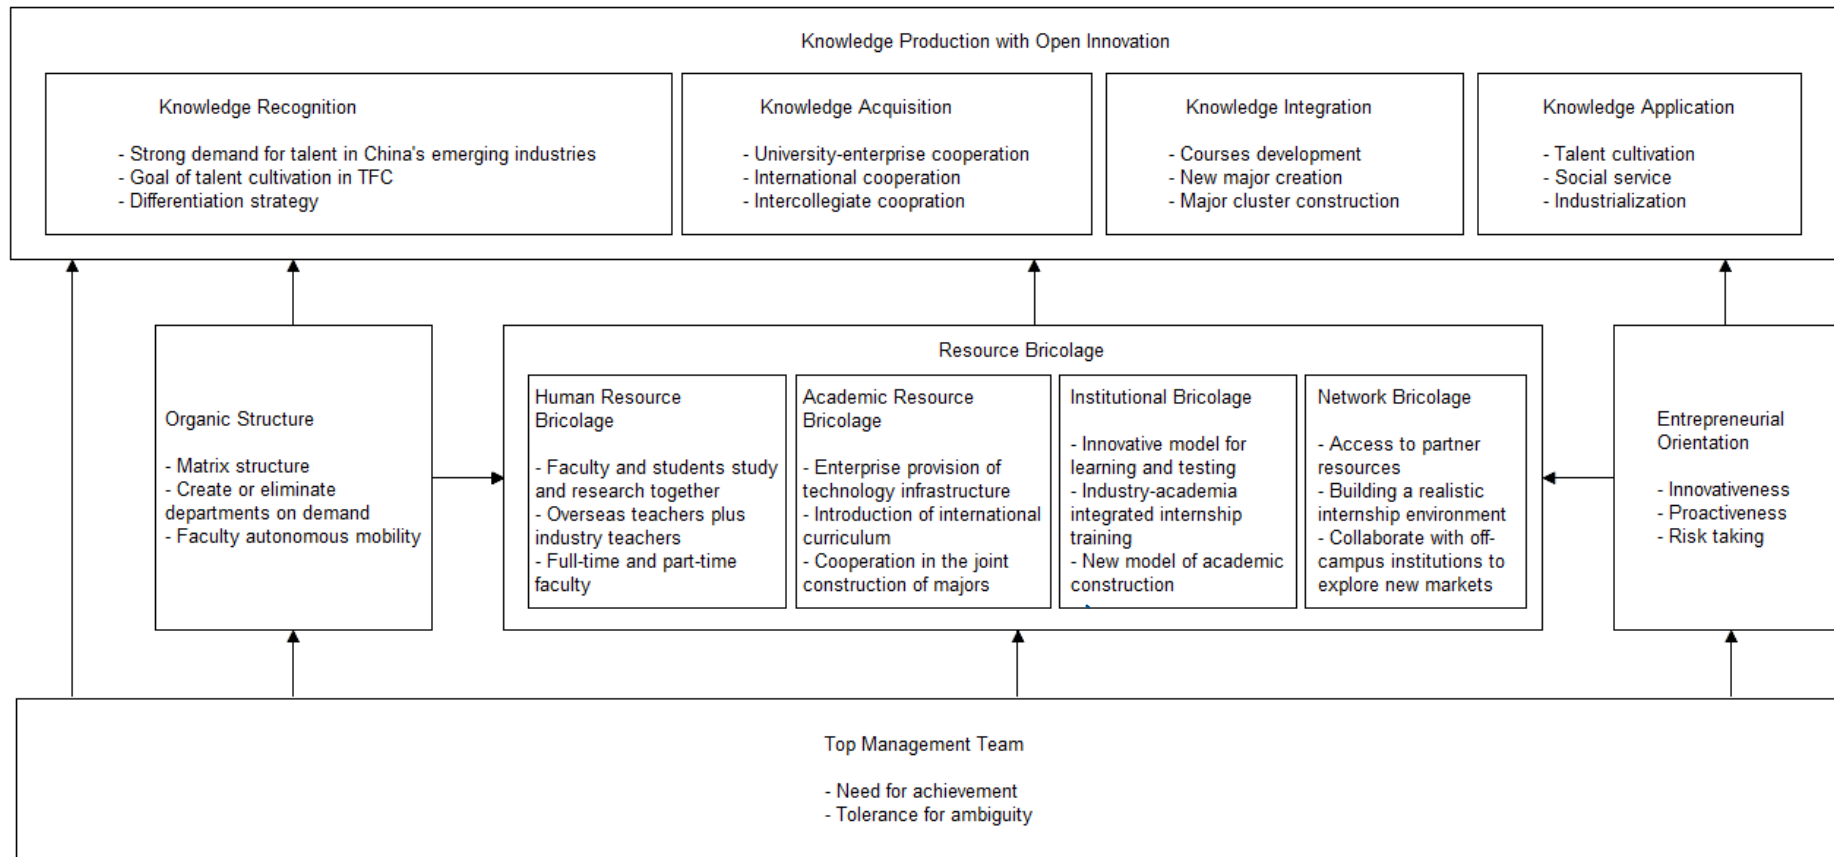 Knowledge Production with Open Innovation
Knowledge Recognition
- Strong demand for talent in China's emerging industries
- Goal of talent cultivation in TFC
- Differentiation strategy
Knowledge Acquisition
- University-enterprise cooperation
- International cooperation
- Intercollegiate coopration
Knowledge Integration
- Courses development
- New major creation
- Major cluster construction
Knowledge Application
- Talent cultivation
- Social service
- Industrialization
Organic Structure
- Matrix structure
- Create or eliminate
departments on demand
- Faculty autonomous mobility
Resource Bricolage
Human Resource
Bricolage
- Faculty and students study
and research together
- Overseas teachers plus
industry teachers
- Full-time and part-time
faculty
Academic Resource
Bricolage
- Enterprise provision of
technology infrastructure
- Introduction of international
curriculum
- Cooperation in the joint
construction of majors
Institutional Bricolage
- Innovative model for
learning and testing
- Industry-academia
integrated internship
training
- New model of academic
construction
Network Bricolage
- Access to partner
resources
- Building a realistic
internship environment
- Collaborate with off-
campus institutions to
explore new markets
Entrepreneurial
Orientation
- Innovativeness
- Proactiveness
- Risk taking
Top Management Team
- Need for achievement
- Tolerance for ambiguity